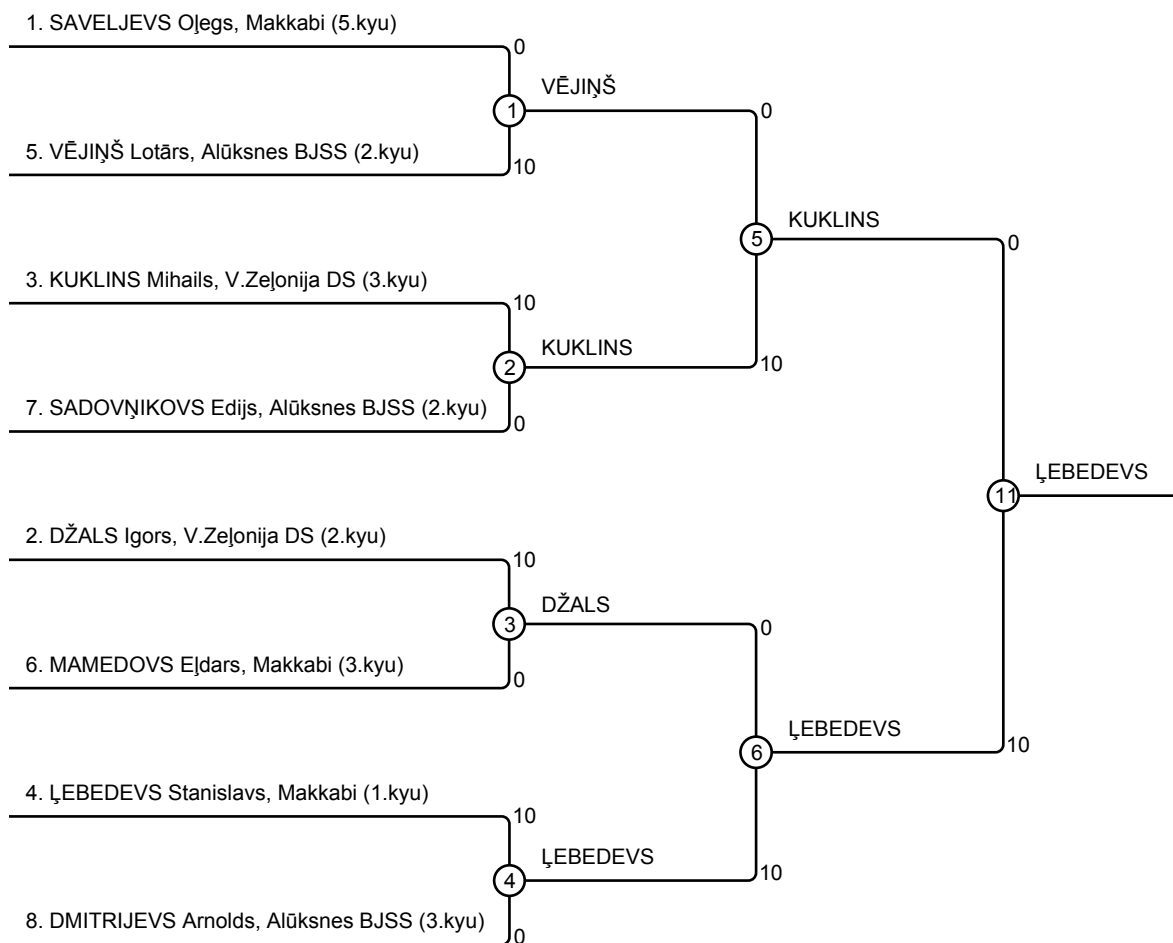 1. SAVELJEVS Oļegs, Makkabi (5.kyu)
0
VĒJIŅŠ
1
0
5. VĒJIŅŠ Lotārs, Alūksnes BJSS (2.kyu)
10
KUKLINS
5
0
3. KUKLINS Mihails, V.Zeļonija DS (3.kyu)
10
KUKLINS
2
10
7. SADOVŅIKOVS Edijs, Alūksnes BJSS (2.kyu)
0
ĻEBEDEVS
11
2. DŽALS Igors, V.Zeļonija DS (2.kyu)
10
DŽALS
3
0
6. MAMEDOVS Eļdars, Makkabi (3.kyu)
0
ĻEBEDEVS
6
10
4. ĻEBEDEVS Stanislavs, Makkabi (1.kyu)
10
ĻEBEDEVS
4
10
8. DMITRIJEVS Arnolds, Alūksnes BJSS (3.kyu)
0